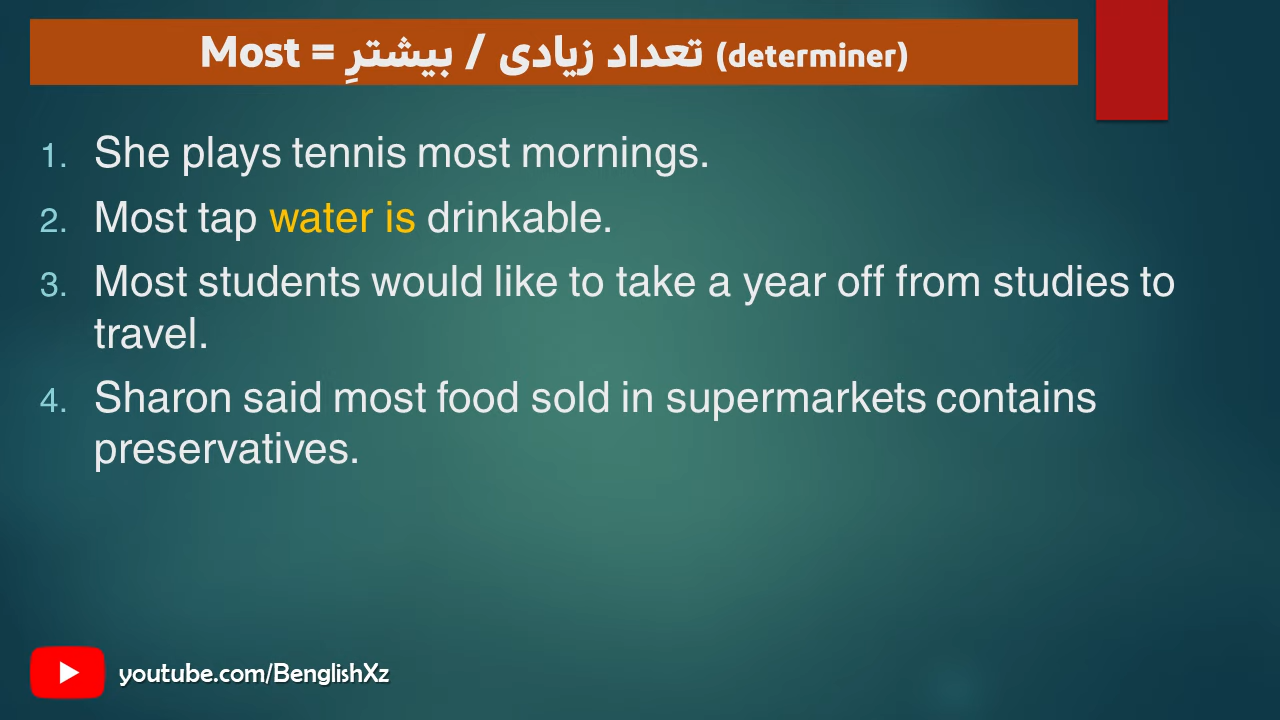 Most = تعداد زیادی / بیشترِ (determiner)
1. She plays tennis most mornings.
2. Most tap water is drinkable.
3. Most students would like to take a year off from studies to
travel.
4. Sharon said most food sold in supermarkets contains
preservatives.
youtube.com/BenglishXz